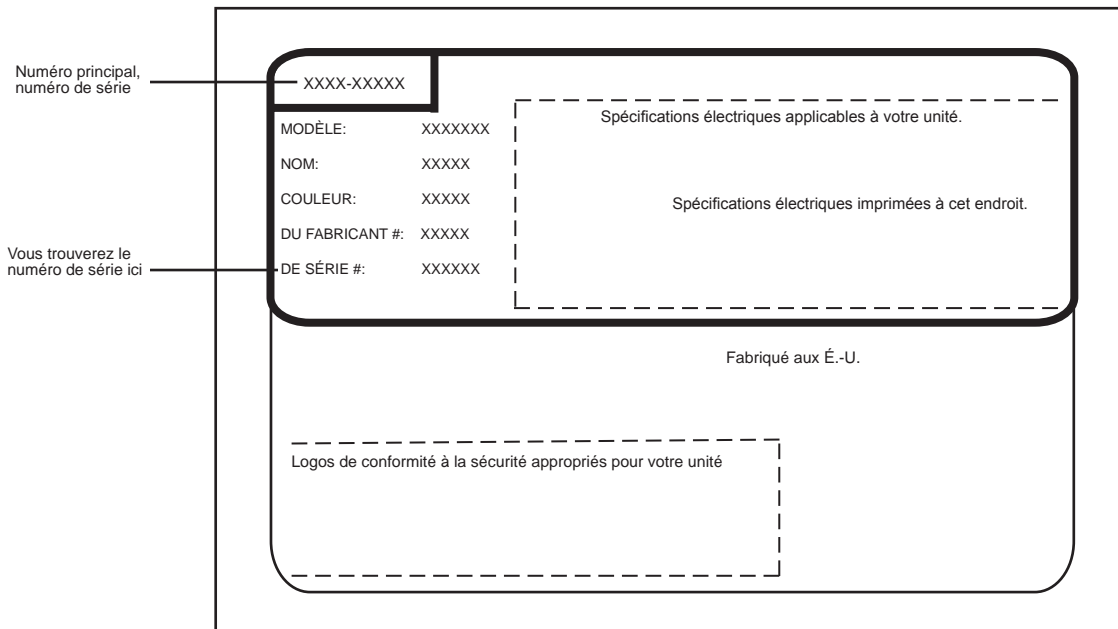 Numéro principal,
numéro de série
XXXX-XXXXX
MODÈLE: XXXXXXX
NOM: XXXXX
COULEUR: XXXXX
DU FABRICANT #: XXXXX
Vous trouverez le
numéro de série ici
DE SÉRIE #: XXXXXX
Spécifications électriques applicables à votre unité.
Spécifications électriques imprimées à cet endroit.
Fabriqué aux É.-U.
Logos de conformité à la sécurité appropriés pour votre unité